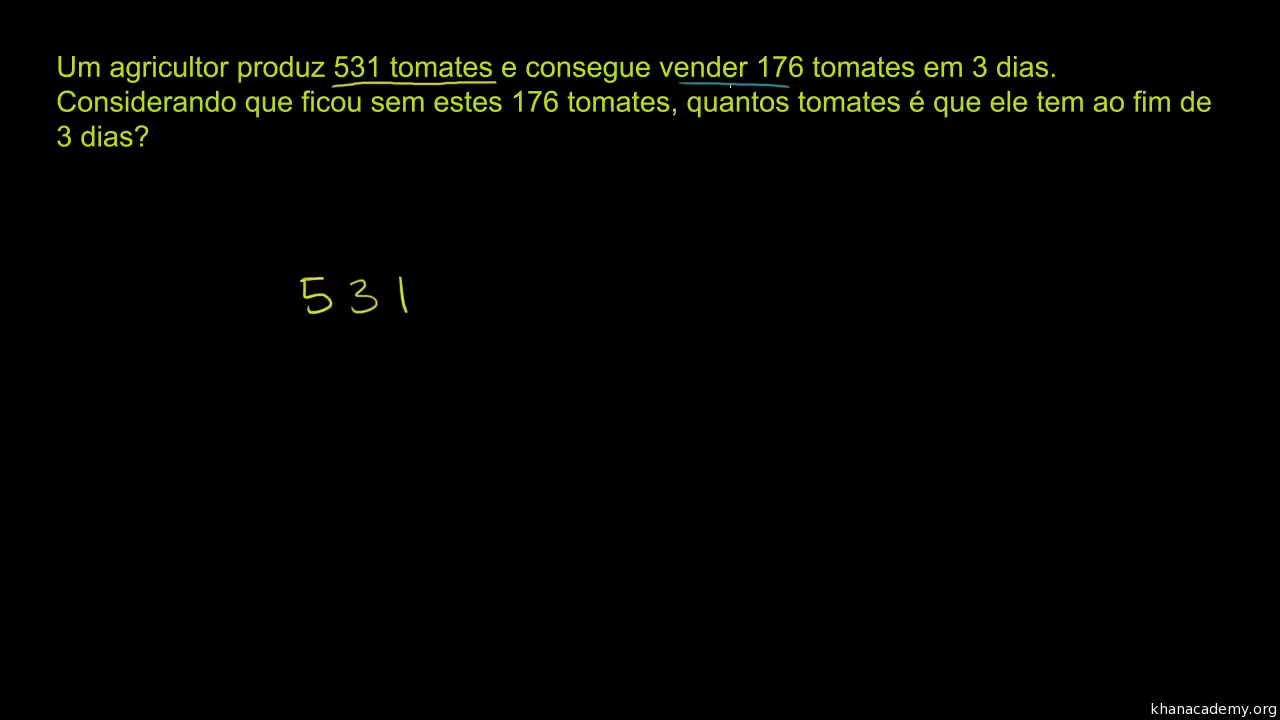 Um agricultor produz 531 tomates e consegue vender 176 tomates em 3 dias.
Considerando que ficou sem estes 176 tomates, quantos tomates é que ele tem ao fim de
3 dias?
531
khanacademy.org